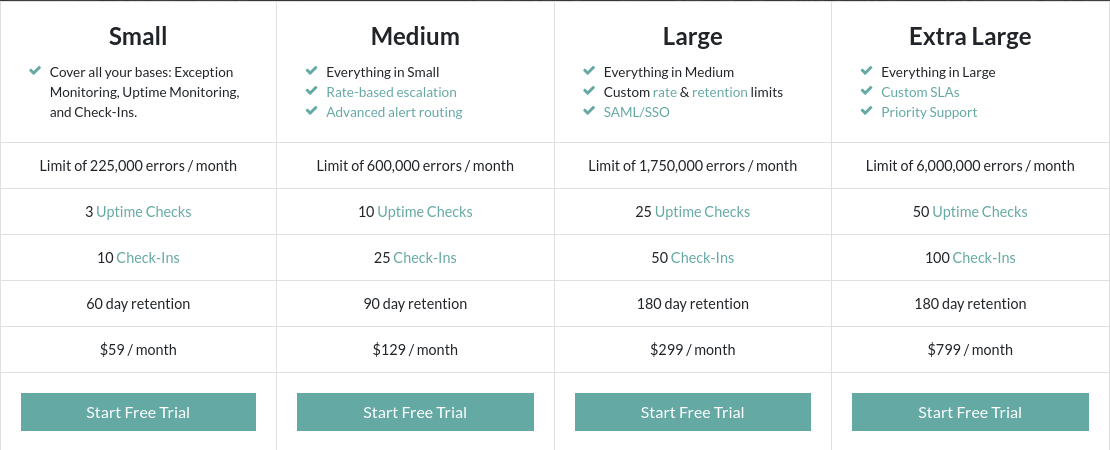 Small
Cover all your bases: Exception
Monitoring, Uptime Monitoring,
and Check-Ins.
Limit of 225,000 errors / month
3 Uptime Checks
10 Check-Ins
60 day retention
$59 / month
Start Free Trial
Medium
Everything in Small
Rate-based escalation
Advanced alert routing
Limit of 600,000 errors / month
10 Uptime Checks
25 Check-Ins
90 day retention
$129 / month
Start Free Trial
Large
Everything in Medium
Custom rate & retention limits
SAML/SSO
Limit of 1,750,000 errors / month
25 Uptime Checks
50 Check-Ins
180 day retention
$299 / month
Start Free Trial
Extra Large
Everything in Large
Custom SLAs
Priority Support
Limit of 6,000,000 errors / month
50 Uptime Checks
100 Check-Ins
180 day retention
$799 / month
Start Free Trial